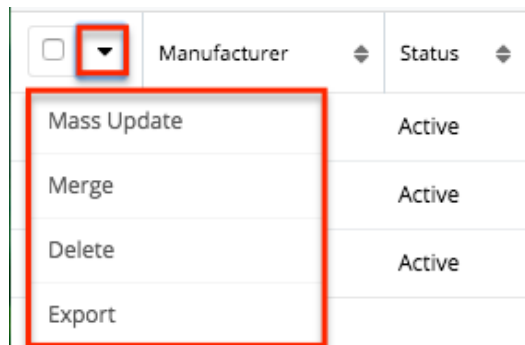 Manufacturer Status
Mass Update Active
Merge Active
Delete Active
Export